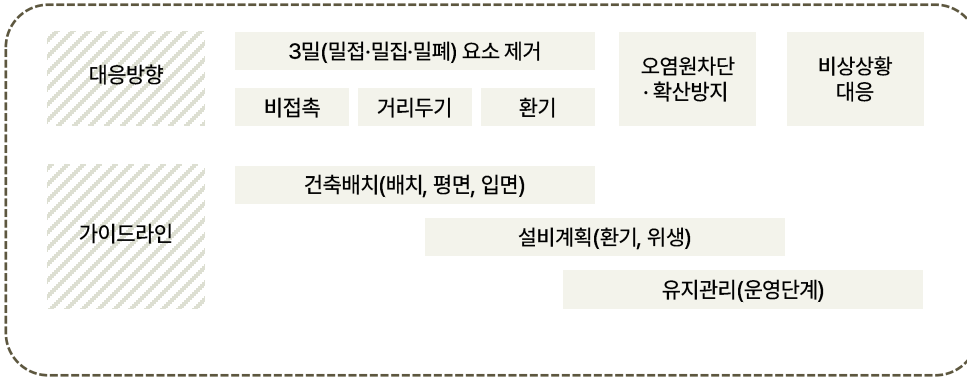 대응방향
3밀(밀접·밀집·밀폐) 요소 제거
비접촉
거리두기
환기
오염원차단
· 확산방지
비상상황
대응
가이드라인
건축배치(배치, 평면, 입면)
설비계획(환기, 위생)
유지관리(운영단계)